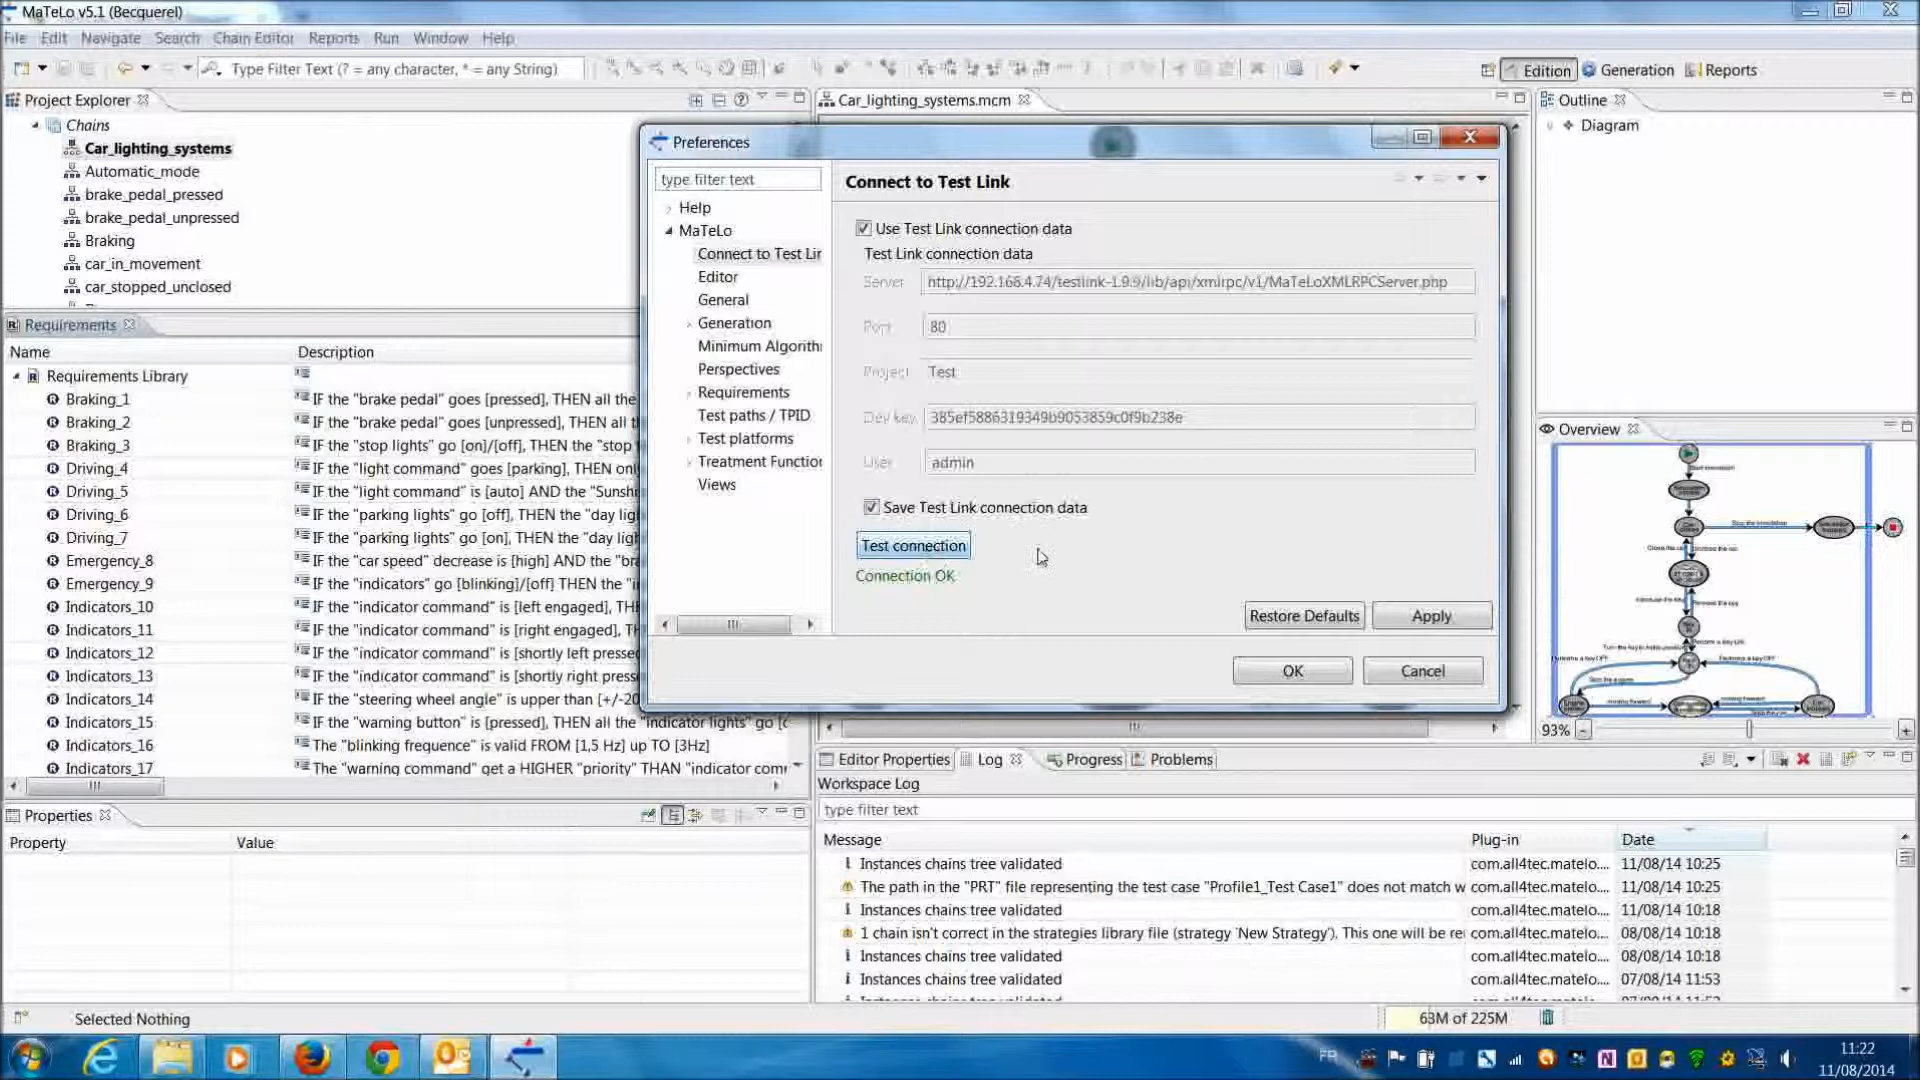 MaTeLo v5.1 (Becquerel)
File Edit Navigate Search Chain Editor Reports Run Window Help
Type Filter Text (? = any character, * = any String)
Edition Generation Reports
Project Explorer
Chains
Car_lighting_systems
Automatic_mode
brake_pedal_pressed
brake_pedal_unpressed
Braking
car_in_movement
car_stopped_unclosed
Requirements
Name Description
Requirements Library
Braking_1 IF the "brake pedal" goes [pressed], THEN all the
Braking_2 IF the "brake pedal" goes [unpressed], THEN all t
Braking_3 IF the "stop lights" go [on]/[off], THEN the "stop
Driving_4 IF the "light command" goes [parking], THEN onl
Driving_5 IF the "light command" is [auto] AND the "Sunsh
Driving_6 IF the "parking lights" go [off], THEN the "day lig
Driving_7 IF the "parking lights" go [on], THEN the "day lig
Emergency_8 IF the "car speed" decrease is [high] AND the "bra
Emergency_9 IF the "indicators" go [blinking]/[off] THEN the "
Indicators_10 IF the "indicator command" is [left engaged], THE
Indicators_11 IF the "indicator command" is [right engaged], TH
Indicators_12 IF the "indicator command" is [shortly left presse
Indicators_13 IF the "indicator command" is [shortly right press
Indicators_14 IF the "steering wheel angle" is upper than [+/-20
Indicators_15 IF the "warning button" is [pressed], THEN all the "indicator lights" go [c
Indicators_16 The "blinking frequence" is valid FROM [1,5 Hz] up TO [3Hz]
Indicators_17 The "warning command" get a HIGHER "priority" THAN "indicator com
Properties
Property Value
Selected Nothing
Car_lighting_systems.mcm
Preferences
type filter text
Help
MaTeLo
Connect to Test Lir
Editor
General
Generation
Minimum Algorith
Perspectives
Requirements
Test paths / TPID
Test platforms
Treatment Functior
Views
Connect to Test Link
Use Test Link connection data
Test Link connection data
Server http://192.168.4.74/testlink-1.9.9/lib/api/xmlrpc/v1/MaTeLoXMLRPCServer.php
Port 80
Project Test
Dev key 385ef5886319349b9053859c0f9b238e
User admin
Save Test Link connection data
Test connection
Connection OK
Restore Defaults Apply
OK Cancel
Outline
Diagram
Overview
93%
Editor Properties Log Progress Problems
Workspace Log
type filter text
Message Plug-in Date
Instances chains tree validated com.all4tec.matelo.... 11/08/14 10:25
The path in the "PRT" file representing the test case "Profile1_Test Case1" does not match w com.all4tec.matelo.... 11/08/14 10:25
Instances chains tree validated com.all4tec.matelo.... 11/08/14 10:18
1 chain isn't correct in the strategies library file (strategy 'New Strategy'). This one will be re com.all4tec.matelo.... 08/08/14 10:18
Instances chains tree validated com.all4tec.matelo.... 08/08/14 10:18
Instances chains tree validated com.all4tec.matelo.... 07/08/14 11:53
63M of 225M
FR
11:22
11/08/2014